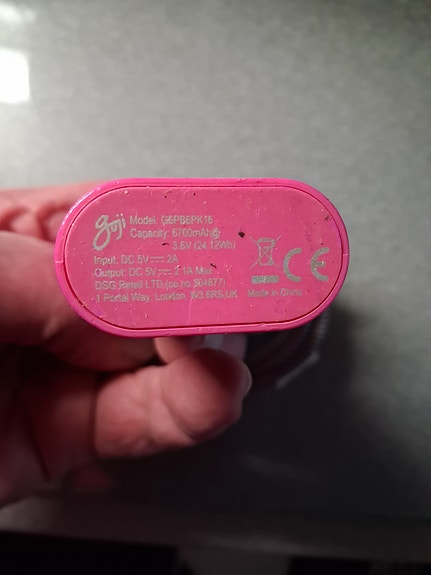 goji
Model: G6PB6PK16
Capacity: 6700mAh@
3.6V (24.12Wh)
Input: DC 5V⎓2A
Output: DC 5V⎓2.1A Max
DSG Retail LTD.(co.no.504877)
1 Portal Way, London, W3 6RS,UK
CE
Made in China